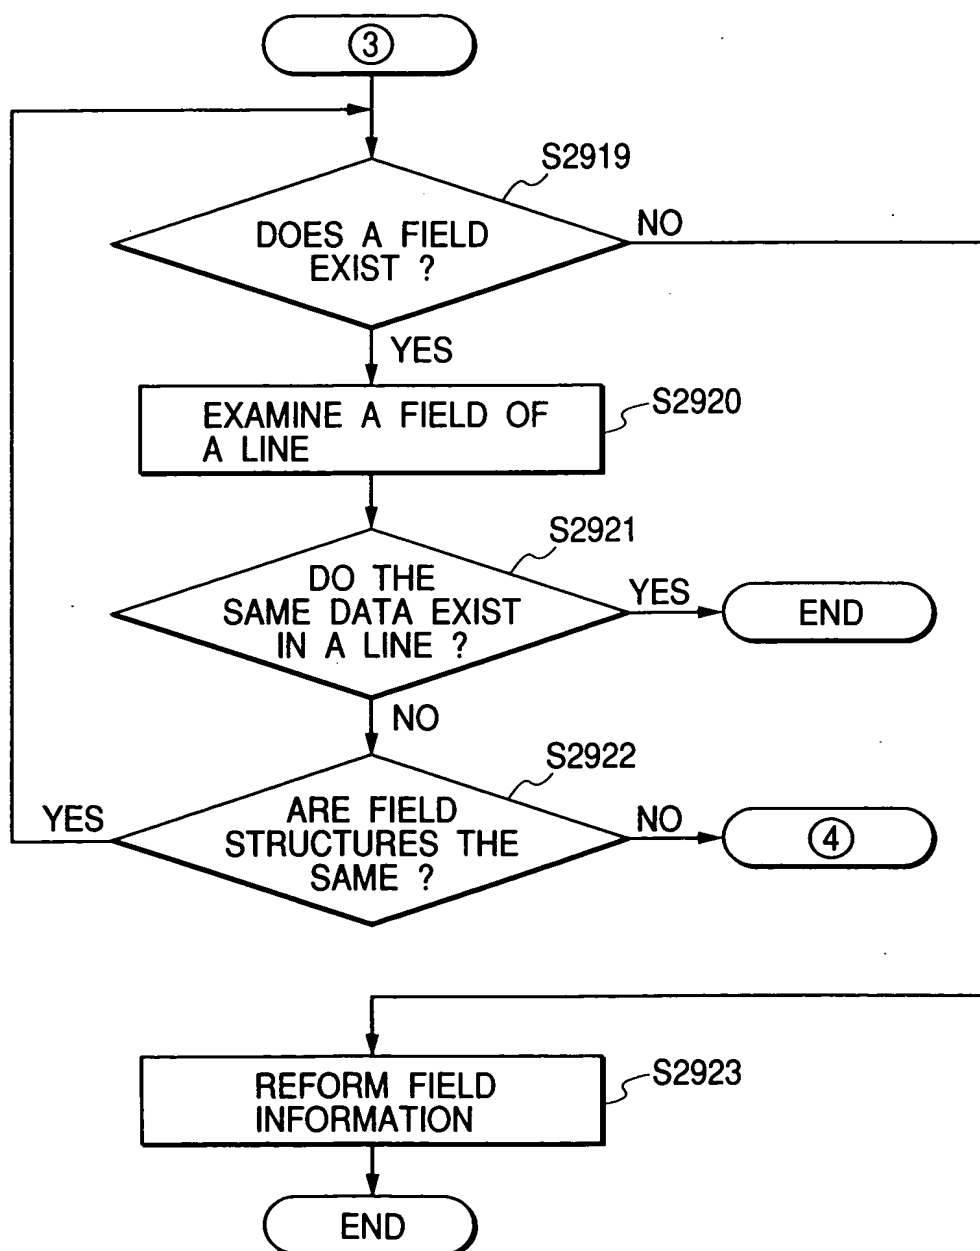 3
S2919
DOES A FIELD
EXIST ?
NO
YES
S2920
EXAMINE A FIELD OF
A LINE
S2921
DO THE
SAME DATA EXIST
IN A LINE ?
YES
END
NO
S2922
YES
ARE FIELD
STRUCTURES THE
SAME ?
NO
4
S2923
REFORM FIELD
INFORMATION
END